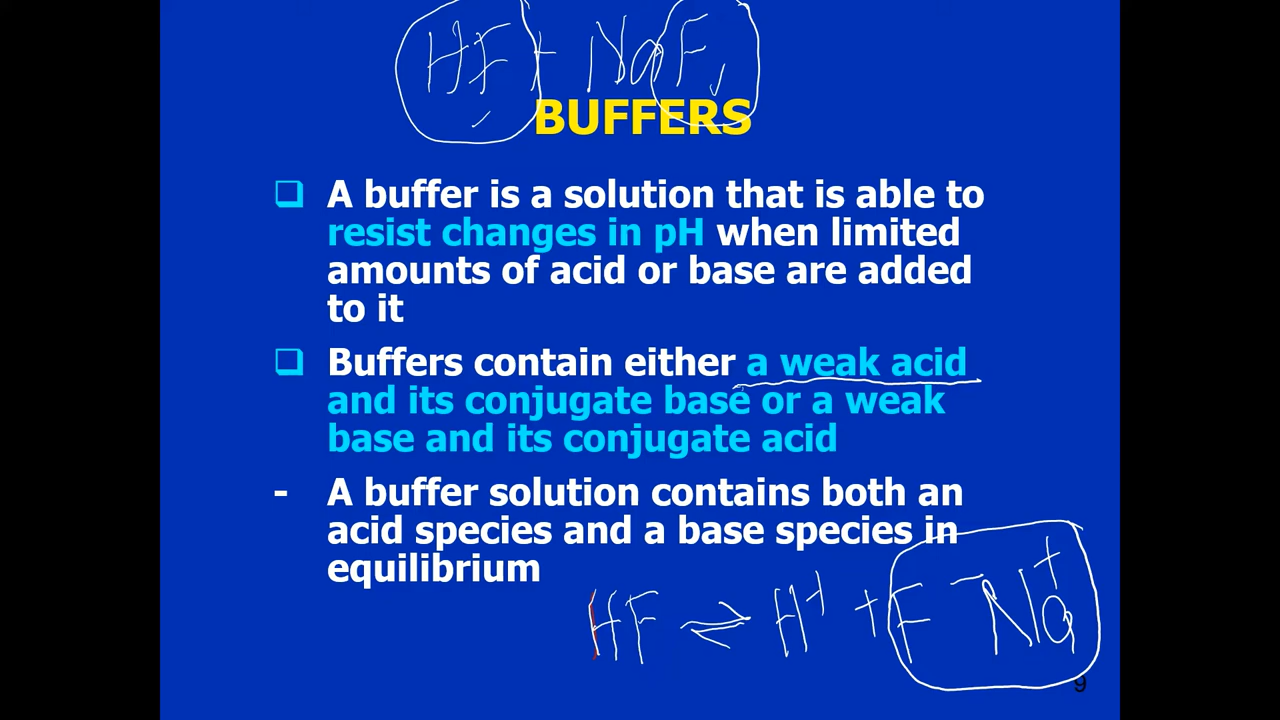 HF + NaF
BUFFERS
❑ A buffer is a solution that is able to
resist changes in pH when limited
amounts of acid or base are added
to it
❑ Buffers contain either a weak acid
and its conjugate base or a weak
base and its conjugate acid
- A buffer solution contains both an
acid species and a base species in
equilibrium
HF ⇌ H⁺ + F⁻ Na⁺
9